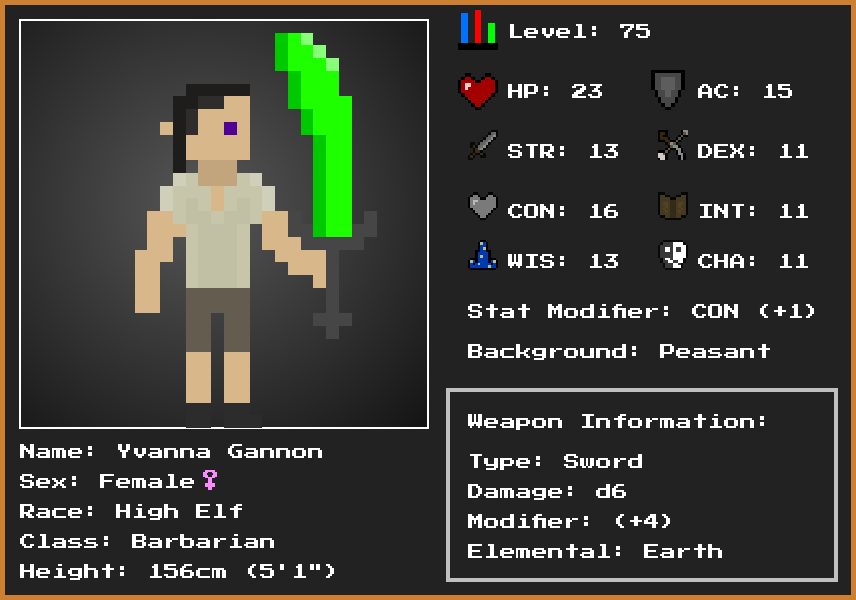 Level: 75
HP: 23
AC: 15
STR: 13
DEX: 11
CON: 16
INT: 11
WIS: 13
CHA: 11
Stat Modifier: CON (+1)
Background: Peasant
Weapon Information:
Type: Sword
Damage: d6
Modifier: (+4)
Elemental: Earth
Name: Yvanna Gannon
Sex: Female♀
Race: High Elf
Class: Barbarian
Height: 156cm (5'1")